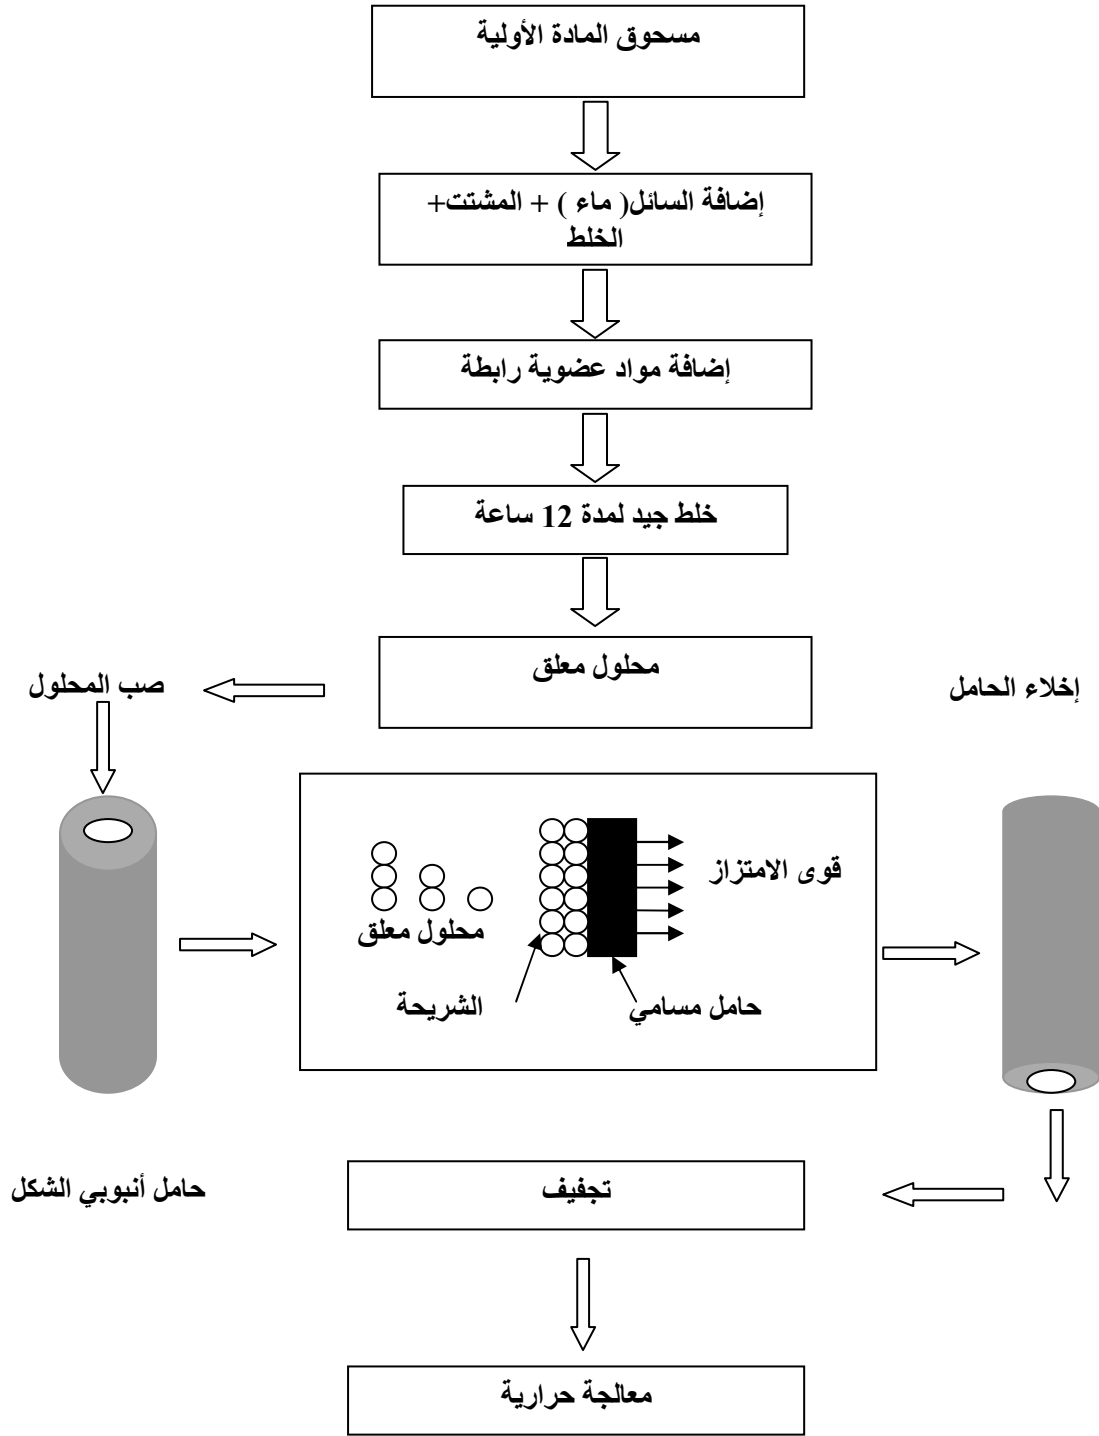 مسحوق المادة الأولية
إضافة السائل( ماء ) + المشتت+
الخلط
إضافة مواد عضوية رابطة
خلط جيد لمدة 12 ساعة
محلول معلق
صب المحلول
إخلاء الحامل
قوى الامتزاز
محلول معلق
الشريحة
حامل مسامي
حامل أنبوبي الشكل
تجفيف
معالجة حرارية